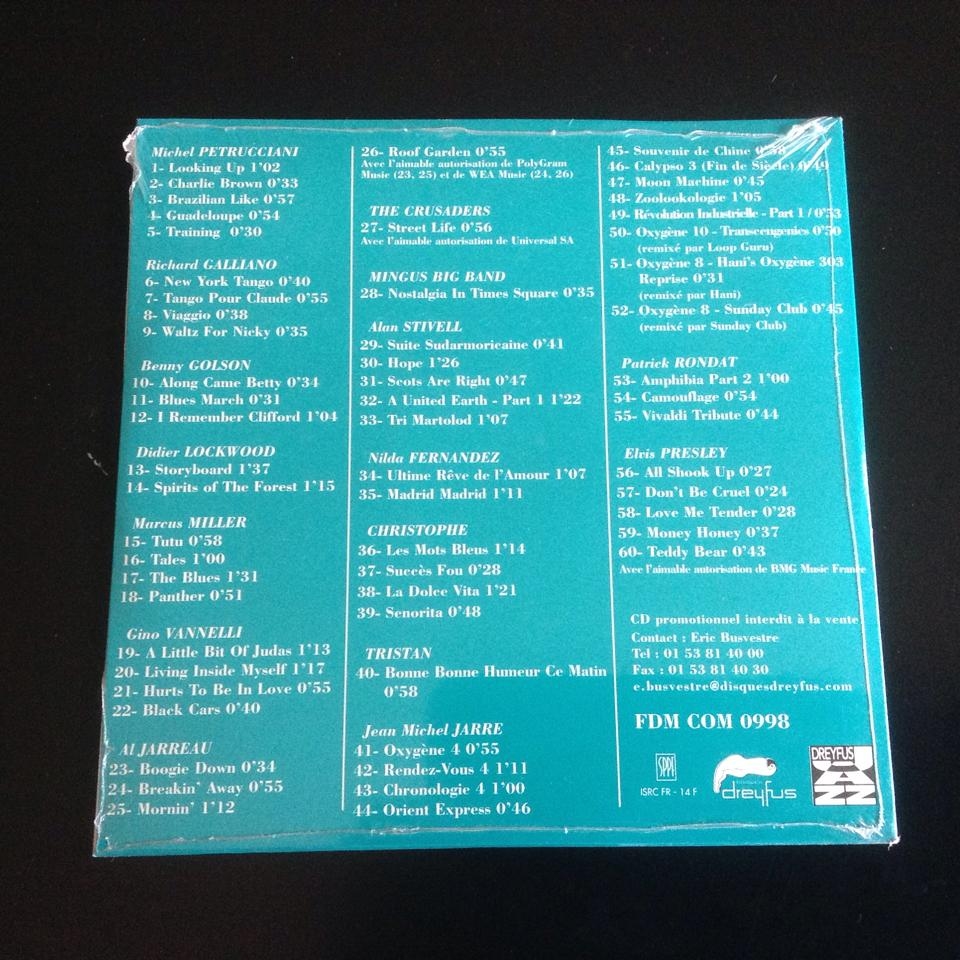 Michel PETRUCCIANI
1- Looking Up 1'02
2- Charlie Brown 0'33
3- Brazilian Like 0'57
4- Guadeloupe 0'54
5- Training 0'30
Richard GALLIANO
6- New York Tango 0'40
7- Tango Pour Claude 0'55
8- Viaggio 0'38
9- Waltz For Nicky 0'35
Benny GOLSON
10- Along Came Betty 0'34
11- Blues March 0'31
12- I Remember Clifford 1'04
Didier LOCKWOOD
13- Storyboard 1'37
14- Spirits of The Forest 1'15
Marcus MILLER
15- Tutu 0'58
16- Tales 1'00
17- The Blues 1'31
18- Panther 0'51
Gino VANNELLI
19- A Little Bit Of Judas 1'13
20- Living Inside Myself 1'17
21- Hurts To Be In Love 0'55
22- Black Cars 0'40
Al JARREAU
23- Boogie Down 0'34
24- Breakin' Away 0'55
25- Mornin' 1'12
26- Roof Garden 0'55
Avec l'aimable autorisation de PolyGram
Music (23, 25) et de WEA Music (24, 26)
THE CRUSADERS
27- Street Life 0'56
Avec l'aimable autorisation de Universal SA
MINGUS BIG BAND
28- Nostalgia In Times Square 0'35
Alan STIVELL
29- Suite Sudarmoricaine 0'41
30- Hope 1'26
31- Scots Are Right 0'47
32- A United Earth - Part 1 1'22
33- Tri Martolod 1'07
Nilda FERNANDEZ
34- Ultime Rêve de l'Amour 1'07
35- Madrid Madrid 1'11
CHRISTOPHE
36- Les Mots Bleus 1'14
37- Succès Fou 0'28
38- La Dolce Vita 1'21
39- Senorita 0'48
TRISTAN
40- Bonne Bonne Humeur Ce Matin
0'58
Jean Michel JARRE
41- Oxygène 4 0'55
42- Rendez-Vous 4 1'11
43- Chronologie 4 1'00
44- Orient Express 0'46
45- Souvenir de Chine
46- Calypso 3 (Fin de Siècle) 0'49
47- Moon Machine 0'45
48- Zoolookologie 1'05
49- Révolution Industrielle - Part 1 / 0'53
50- Oxygène 10 - Transcengenics 0'50
(remixé par Loop Guru)
51- Oxygène 8 - Hani's Oxygène 303
Reprise 0'31
(remixé par Hani)
52- Oxygène 8 - Sunday Club 0'45
(remixé par Sunday Club)
Patrick RONDAT
53- Amphibia Part 2 1'00
54- Camouflage 0'54
55- Vivaldi Tribute 0'44
Elvis PRESLEY
56- All Shook Up 0'27
57- Don't Be Cruel 0'24
58- Love Me Tender 0'28
59- Money Honey 0'37
60- Teddy Bear 0'43
Avec l'aimable autorisation de BMG Music France
CD promotionnel interdit à la vente
Contact : Eric Busvestre
Tel : 01 53 81 40 00
Fax : 01 53 81 40 30
e.busvestre@disquesdreyfus.com
FDM COM 0998
SPPF
ISRC FR - 14 F
dreyfus
DREYFUS
JAZZ